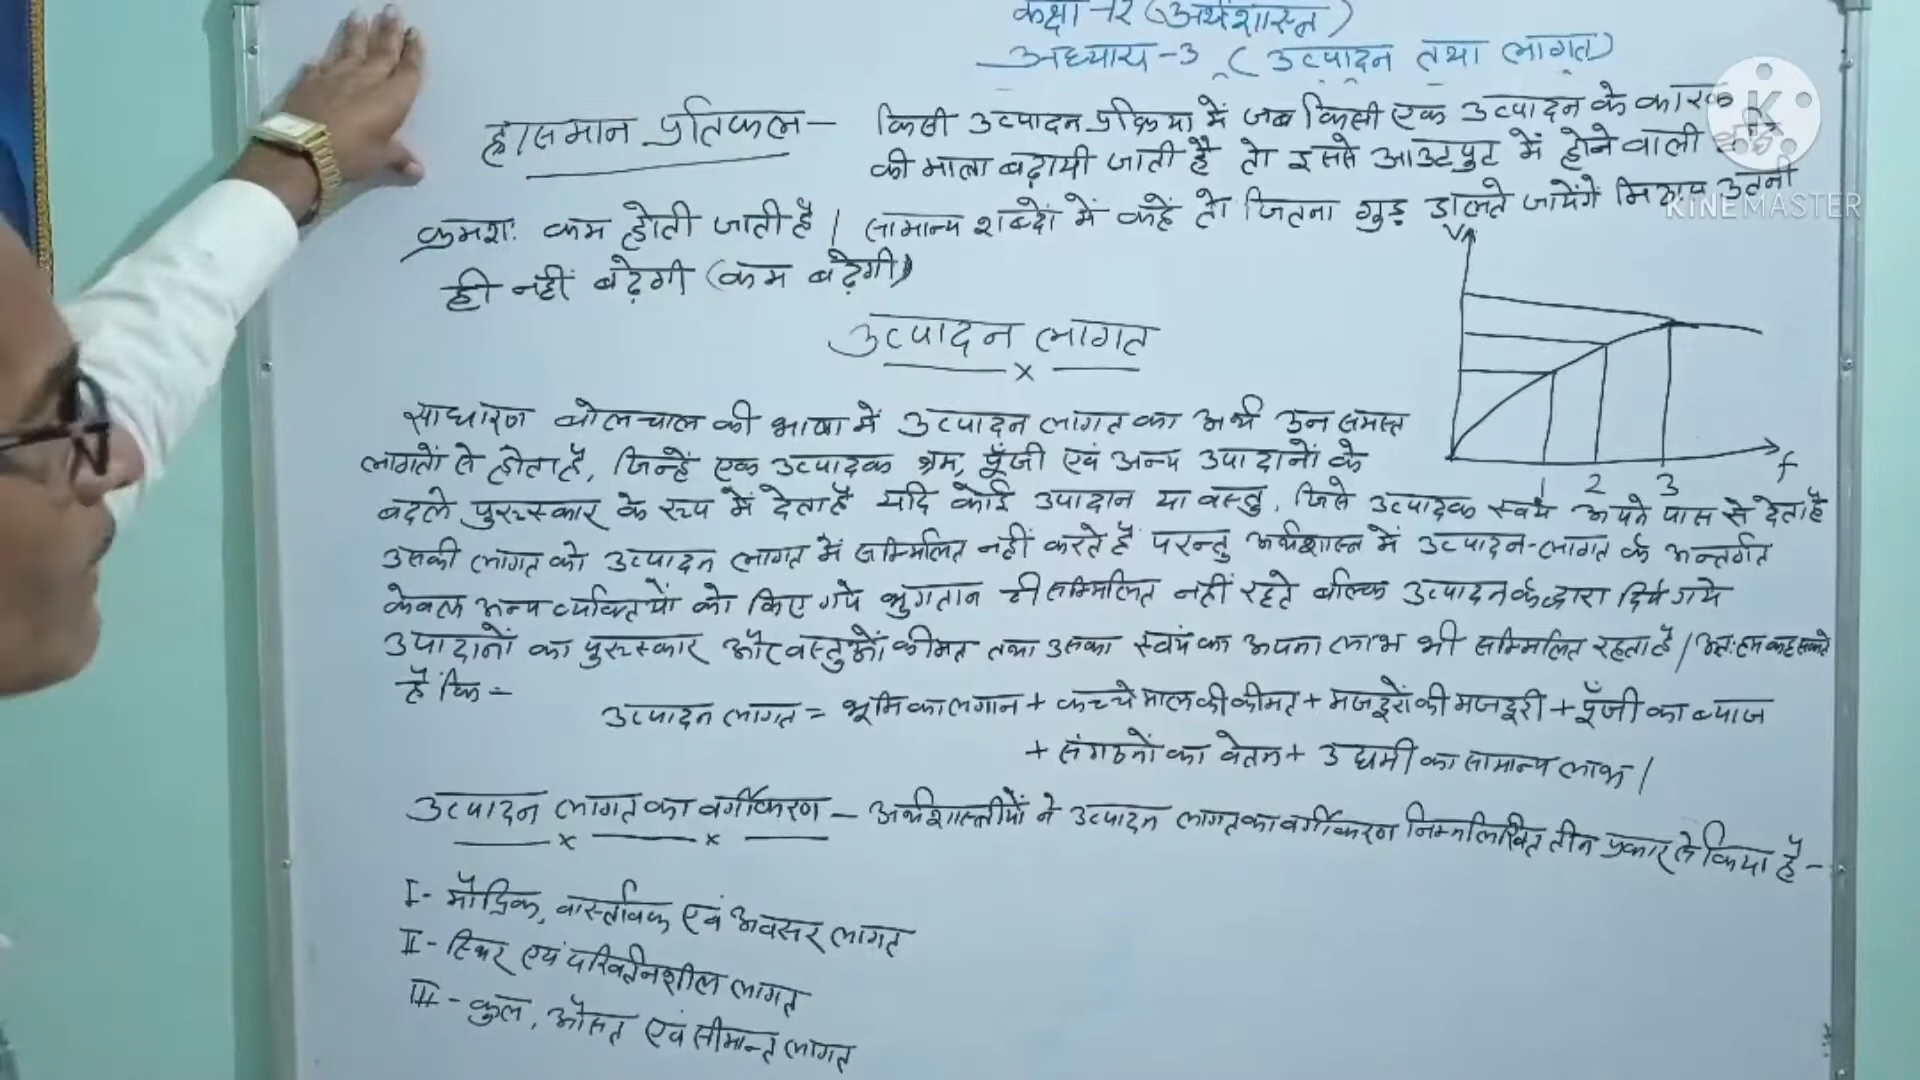 कक्षा-12 (अर्थशास्त्र)
अध्याय-3 (उत्पादन तथा लागत)
ह्रासमान प्रतिफल - किसी उत्पादन प्रक्रिया में जब किसी एक उत्पादन के कारक
की मात्रा बढ़ायी जाती है तो इससे आउटपुट में होने वाली
क्रमशः कम होती जाती है | सामान्य शब्दों में कहें तो जितना गुड़ डालते जायेंगे मिठास उतनी
ही नहीं बढ़ेगी (कम बढ़ेगी)
उत्पादन लागत
साधारण बोलचाल की भाषा में उत्पादन लागत का अर्थ उन समस्त
लागतों से होता है, जिन्हें एक उत्पादक श्रम, पूँजी एवं अन्य उपादानों के
बदले पुरुस्कार के रूप में देता है यदि कोई उपादान या वस्तु, जिसे उत्पादक स्वयं अपने पास से देता है
उसकी लागत को उत्पादन लागत में सम्मिलित नहीं करते हैं परन्तु अर्थशास्त्र में उत्पादन-लागत के अन्तर्गत
केवल अन्य व्यक्तियों को किए गये भुगतान ही सम्मिलित नहीं रहते बल्कि उत्पादन के द्वारा दिये गये
उपादानों का पुरुस्कार और वस्तुओं कीमत तथा उसका स्वयं का अपना लाभ भी सम्मिलित रहता है | अतः हम कह सकते
हैं कि -
उत्पादन लागत = भूमि का लगान + कच्चे माल की कीमत + मजदूरों की मजदूरी + पूँजी का ब्याज
+ संगठनों का वेतन + उद्यमी का सामान्य लाभ |
उत्पादन लागत का वर्गीकरण - अर्थशास्त्रीयों ने उत्पादन लागत का वर्गीकरण निम्नलिखित तीन प्रकार से किया है -
I - मौद्रिक, वास्तविक एवं अवसर लागत
II - स्थिर एवं परिवर्तनशील लागत
III - कुल, औसत एवं सीमान्त लागत
1 2 3
f
K
KINEMASTER